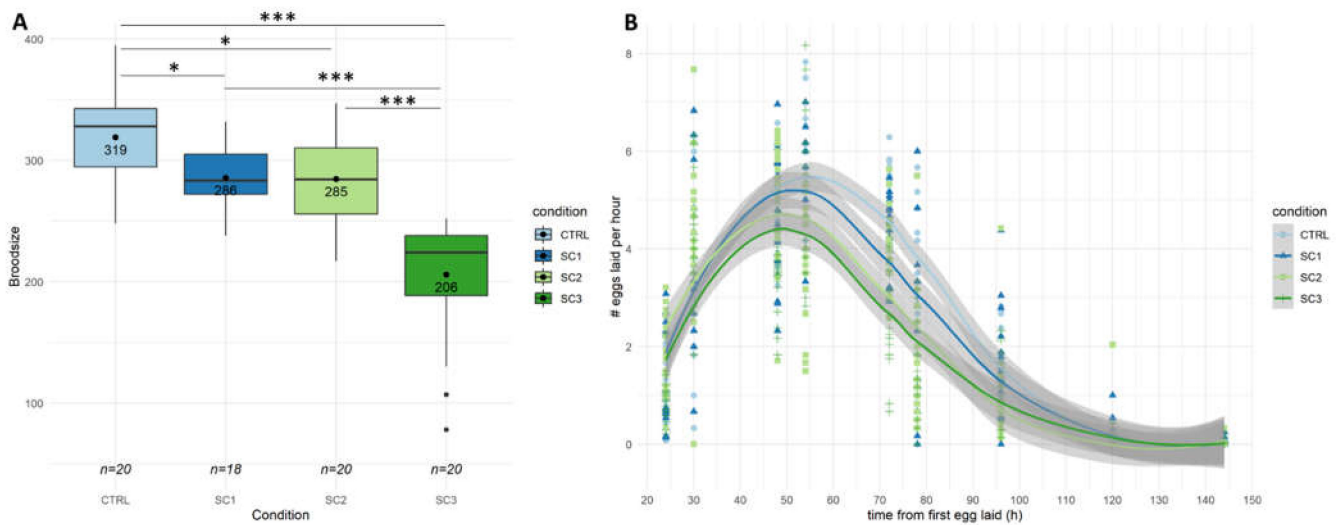 A
***
*
*
***
***
400
300
200
100
Broodsize
319
286
285
206
n=20
n=18
n=20
n=20
CTRL
SC1
SC2
SC3
Condition
condition
CTRL
SC1
SC2
SC3
B
8
6
4
2
0
# eggs laid per hour
20 30 40 50 60 70 80 90 100 110 120 130 140 150
time from first egg laid (h)
condition
CTRL
SC1
SC2
SC3